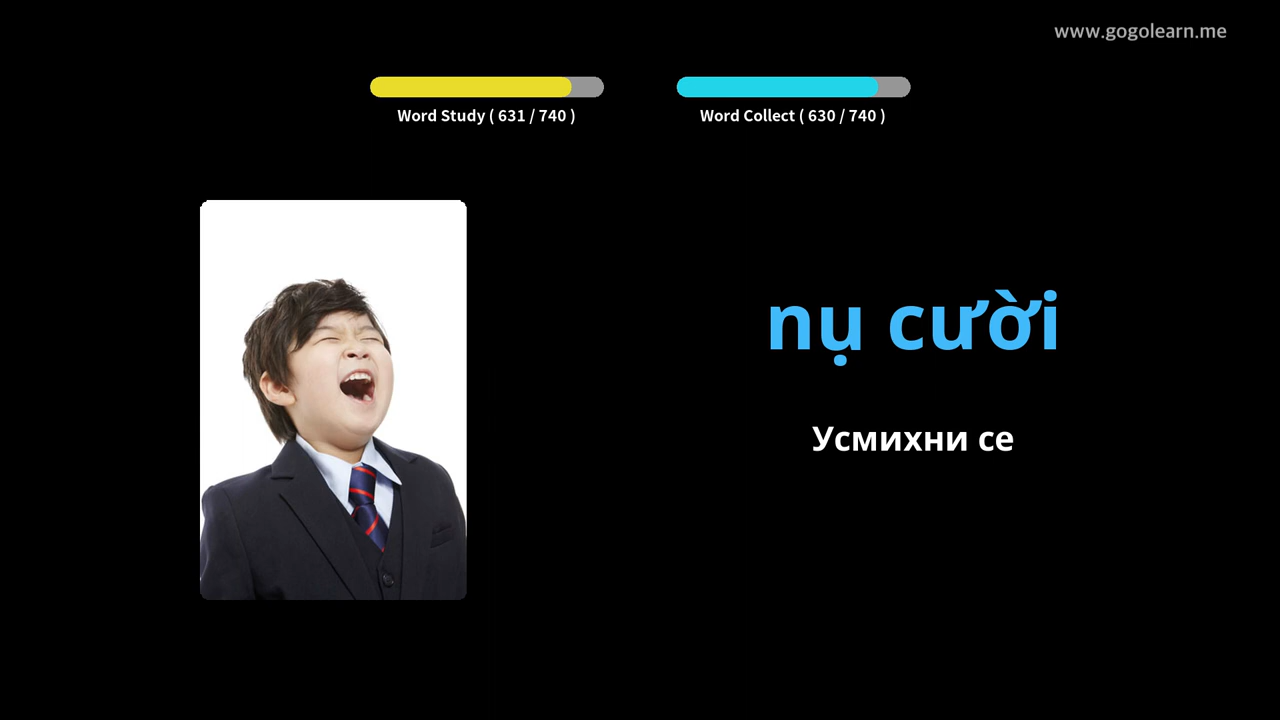 www.gogolearn.me
Word Study ( 631 / 740 )
Word Collect ( 630 / 740 )
nụ cười
Усмихни се